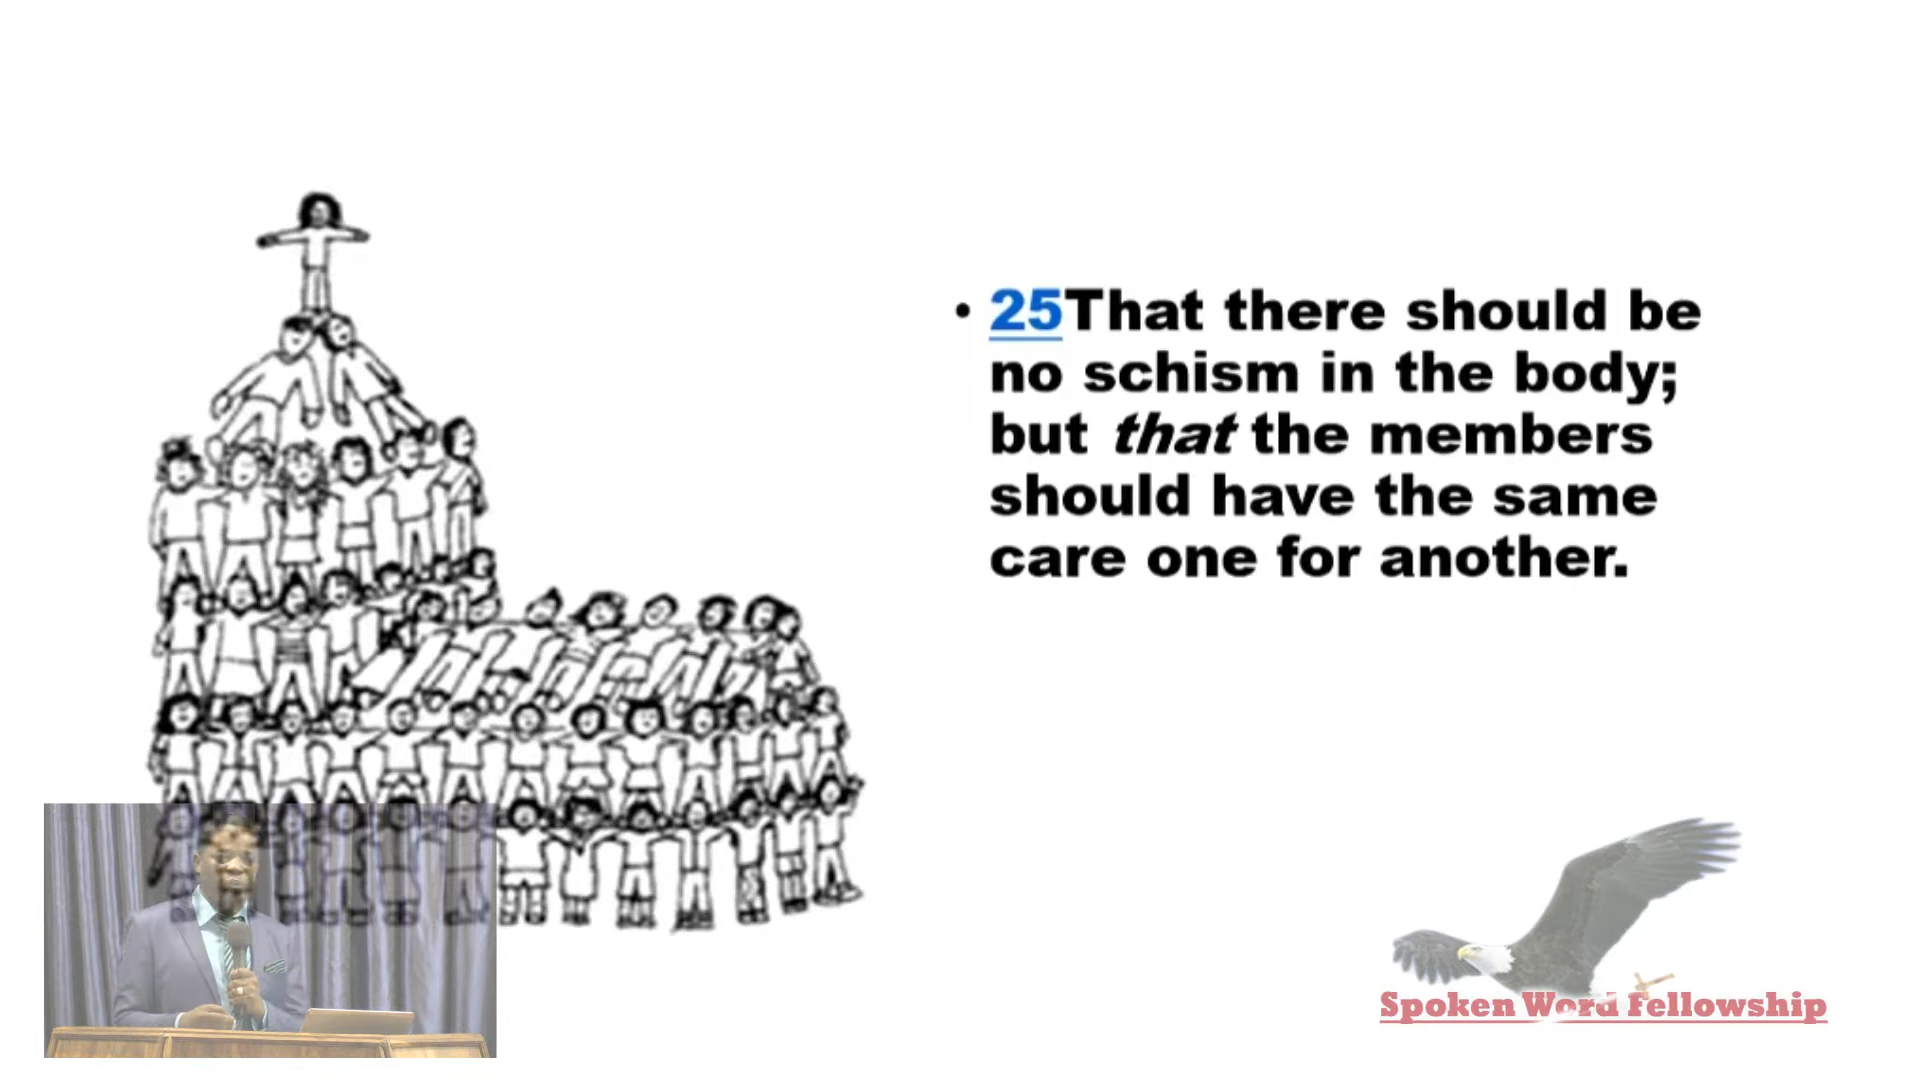 • 25That there should be
no schism in the body;
but that the members
should have the same
care one for another.
Spoken Word Fellowship